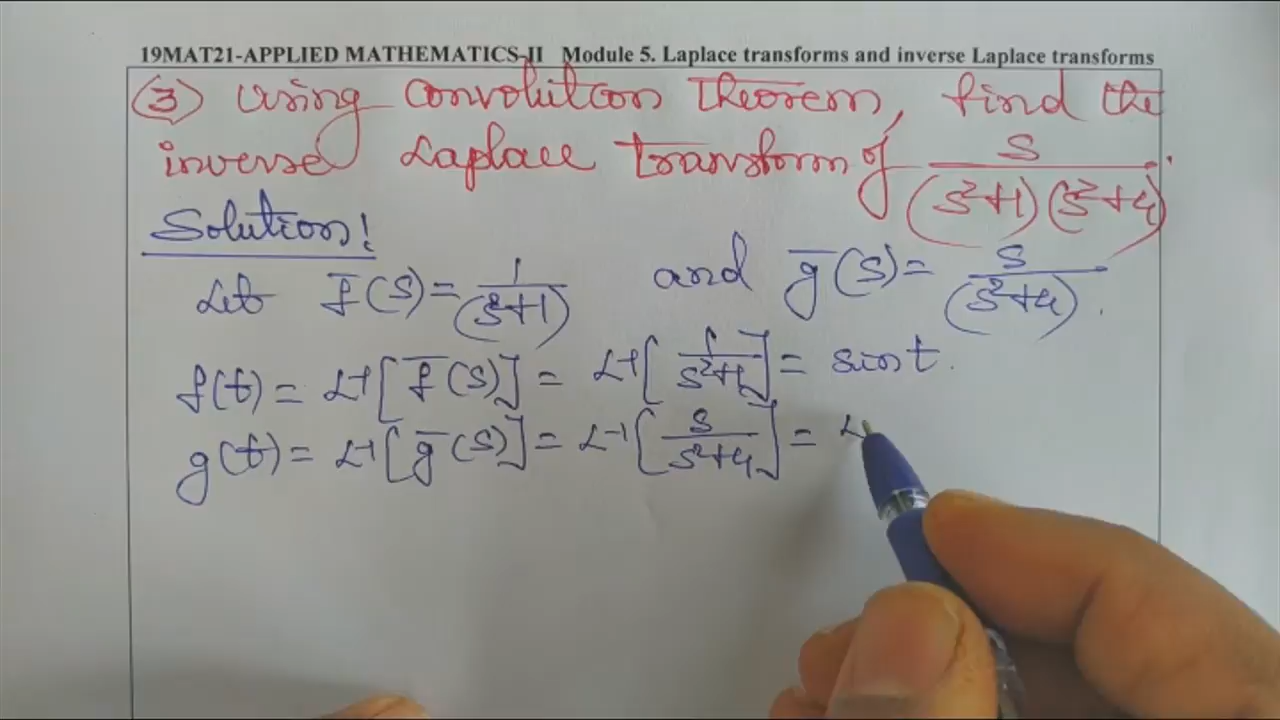 19MAT21-APPLIED MATHEMATICS-II Module 5. Laplace transforms and inverse Laplace transforms
(3) Using Convolution Theorem, find the
inverse Laplace Transform of s/((s²+1)(s²+4)).
Solution!
Let f̄(s) = 1/(s²+1) and ḡ(s) = s/(s²+4).
f(t) = L⁻¹[f̄(s)] = L⁻¹[1/(s²+1)] = sin t.
g(t) = L⁻¹[ḡ(s)] = L⁻¹[s/(s²+4)] = L